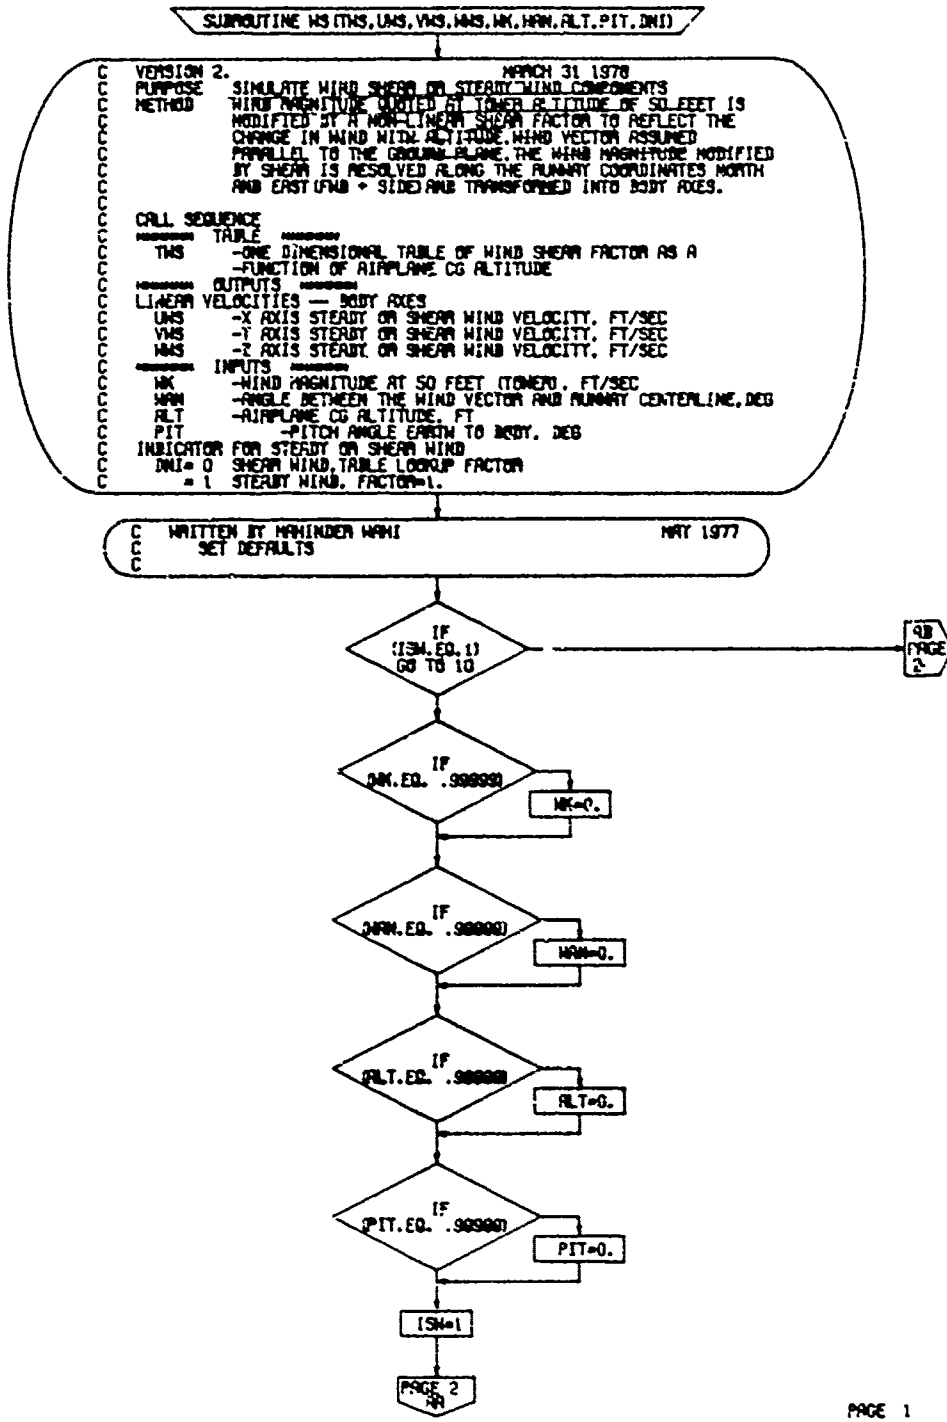 SUBROUTINE WS(TWS,UWS,VWS,WWS,WK,WAN,ALT,PIT,DNI)
C VERSION 2. MARCH 31 1978
C PURPOSE SIMULATE WIND SHEAR OR STEADY WIND COMPONENTS
C METHOD WIND MAGNITUDE QUOTED AT TOWER ALTITUDE OF 50 FEET IS
C MODIFIED BY A NON-LINEAR SHEAR FACTOR TO REFLECT THE
C CHANGE IN WIND WITH ALTITUDE.WIND VECTOR ASSUMED
C PARALLEL TO THE GROUND PLANE.THE WIND MAGNITUDE MODIFIED
C BY SHEAR IS RESOLVED ALONG THE RUNWAY COORDINATES NORTH
C AND EAST(FWD + SIDE)AND TRANSFORMED INTO BODY AXES.
C
C CALL SEQUENCE
C ******* TABLE *******
C TWS -ONE DIMENSIONAL TABLE OF WIND SHEAR FACTOR AS A
C -FUNCTION OF AIRPLANE CG ALTITUDE
C ******* OUTPUTS *******
C LINEAR VELOCITIES -- BODY AXES
C UWS -X AXIS STEADY OR SHEAR WIND VELOCITY, FT/SEC
C VWS -Y AXIS STEADY OR SHEAR WIND VELOCITY, FT/SEC
C WWS -Z AXIS STEADY OR SHEAR WIND VELOCITY, FT/SEC
C ******* INPUTS *******
C WK -WIND MAGNITUDE AT 50 FEET (TOWER), FT/SEC
C WAN -ANGLE BETWEEN THE WIND VECTOR AND RUNWAY CENTERLINE,DEG
C ALT -AIRPLANE CG ALTITUDE, FT
C PIT -PITCH ANGLE EARTH TO BODY, DEG
C INDICATOR FOR STEADY OR SHEAR WIND
C DNI= 0 SHEAR WIND,TABLE LOOKUP FACTOR
C = 1 STEADY WIND, FACTOR=1.
C WRITTEN BY MAHINDER WAHI MAY 1977
C SET DEFAULTS
C
IF
(ISW.EQ.1)
GO TO 10
AB
PAGE
2
IF
(WK.EQ. .99999)
WK=0.
IF
(WAN.EQ. .99999)
WAN=0.
IF
(ALT.EQ. .99999)
ALT=0.
IF
(PIT.EQ. .99999)
PIT=0.
ISW=1
PAGE 2
AA
PAGE 1